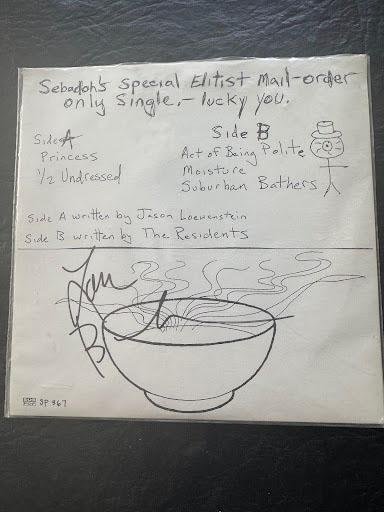 Sebadoh's Special Elitist Mail-order
only Single.- lucky you.
Side A
Princess
1/2 Undressed
Side B
Act of Being Polite
Moisture
Suburban Bathers
Side A written by Jason Loewenstein
Side B written by The Residents
SP 367